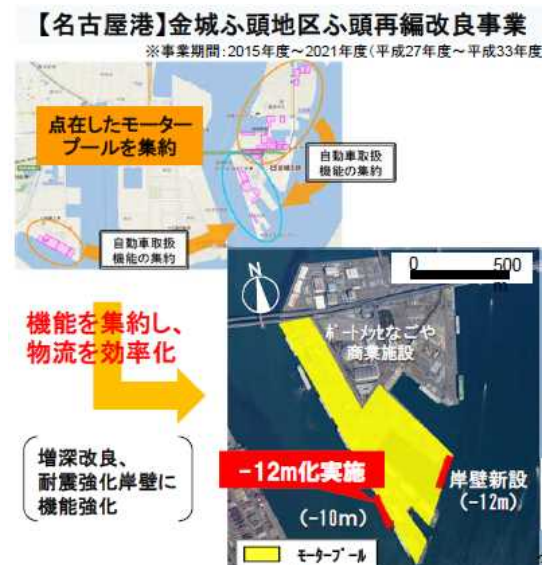 【名古屋港】金城ふ頭地区ふ頭再編改良事業
※事業期間:2015年度～2021年度(平成27年度～平成33年度
点在したモーター
プールを集約
自動車取扱
機能の集約
自動車取扱
機能の集約
機能を集約し、
物流を効率化
増深改良、
耐震強化岸壁に
機能強化
N
0 500
m
ﾎﾟｰﾄﾒｯｾなごや
商業施設
-12m化実施
(-10m)
岸壁新設
(-12m)
ﾓｰﾀｰﾌﾟｰﾙ